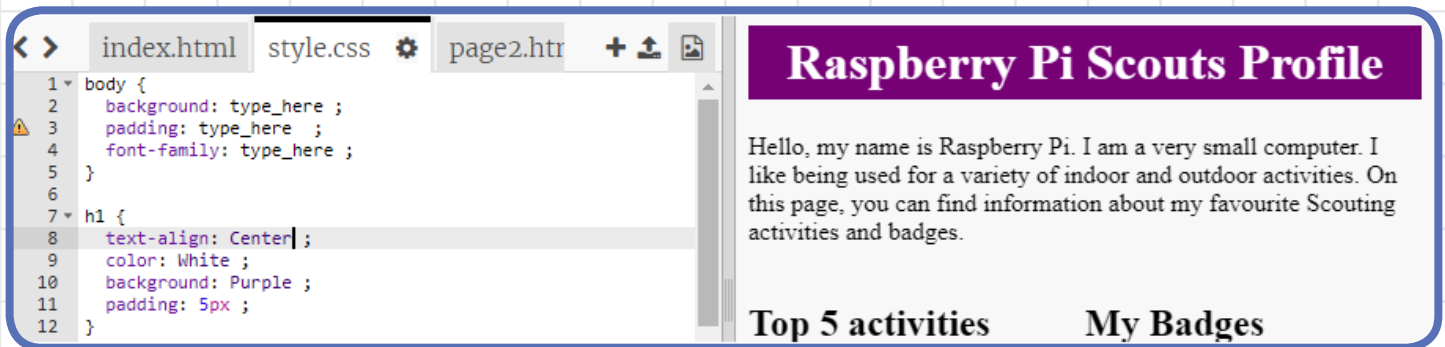 index.html style.css page2.htr
1 body {
2 background: type_here ;
3 padding: type_here  ;
4 font-family: type_here ;
5 }
6
7 h1 {
8 text-align: Center ;
9 color: White ;
10 background: Purple ;
11 padding: 5px ;
12 }
Raspberry Pi Scouts Profile
Hello, my name is Raspberry Pi. I am a very small computer. I
like being used for a variety of indoor and outdoor activities. On
this page, you can find information about my favourite Scouting
activities and badges.
Top 5 activities
My Badges